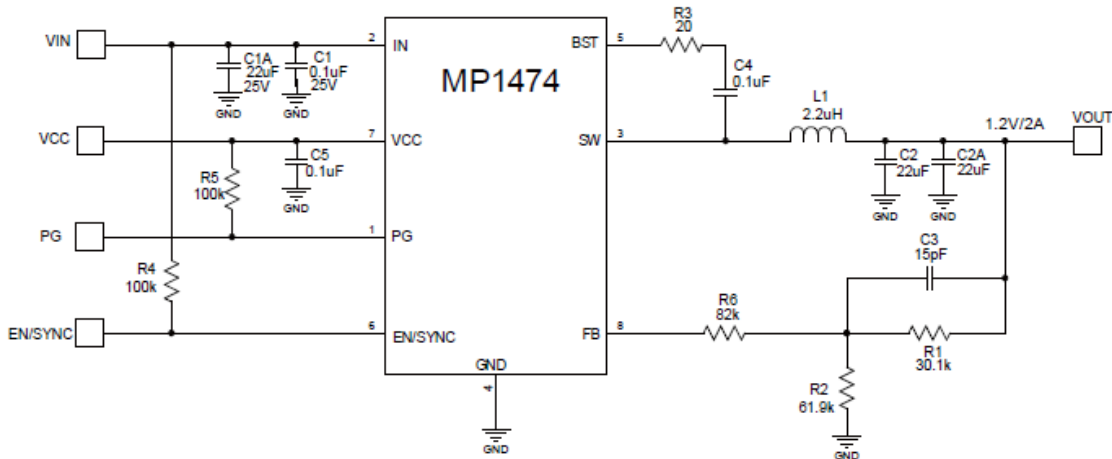 VIN
2
IN
C1A
22uF
25V
GND
C1
0.1uF
25V
GND
VCC
7
VCC
C5
0.1uF
GND
R5
100k
PG
1
PG
R4
100k
EN/SYNC
6
EN/SYNC
MP1474
GND
4
GND
BST
5
R3
20
C4
0.1uF
SW
3
L1
2.2uH
1.2V/2A
VOUT
C2
22uF
GND
C2A
22uF
GND
C3
15pF
FB
8
R6
82k
R1
30.1k
R2
61.9k
GND